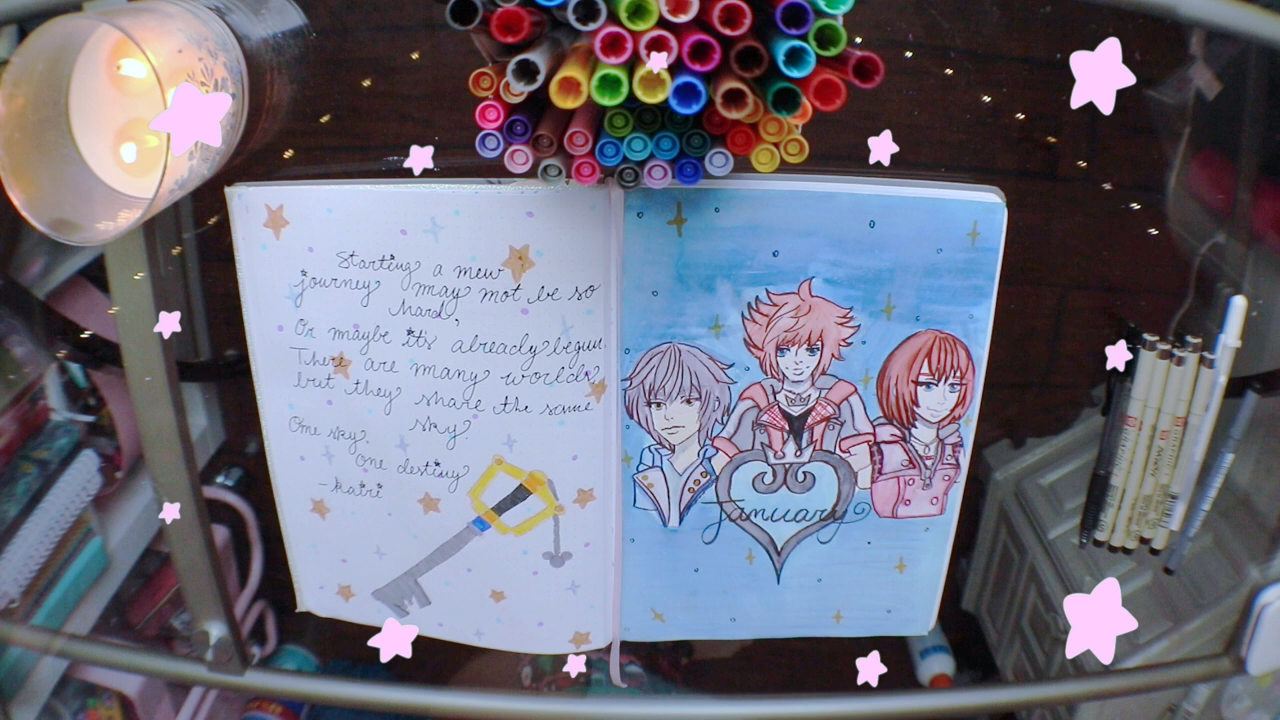 Starting a new
journey may not be so
hard,
Or maybe it's already begun.
There are many worlds,
but they share the same
sky.
One sky,
one destiny
-Kairi
January